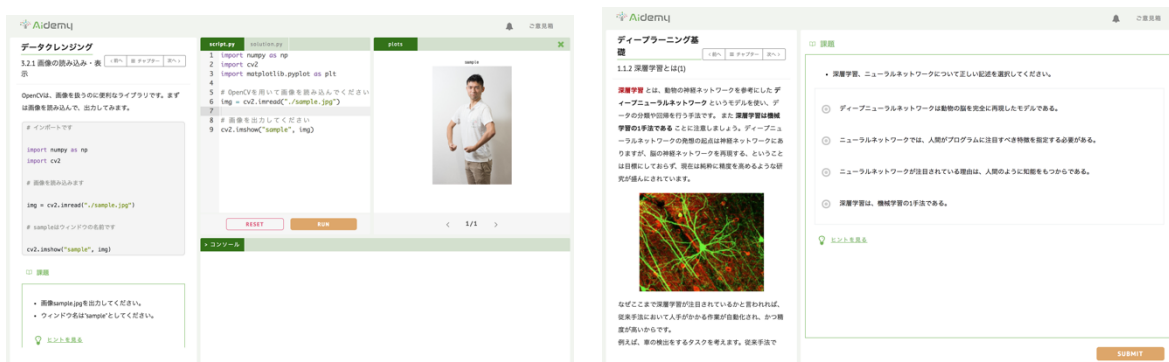 Aidemy
ご意見箱
データクレンジング
3.2.1 画像の読み込み・表示
<前へ
チャプター
次へ>
OpenCVは、画像を扱うのに便利なライブラリです。まず
は画像を読み込んで、出力してみます。
# インポートです
import numpy as np
import cv2
# 画像を読み込みます
img = cv2.imread("./sample.jpg")
# sampleはウィンドウの名前です
cv2.imshow("sample", img)
課題
• 画像sample.jpgを出力してください。
• ウィンドウ名は"sample"としてください。
ヒントを見る
script.py
solution.py
1 import numpy as np
2 import cv2
3 import matplotlib.pyplot as plt
4
5 # OpenCVを用いて画像を読み込んでください
6 img = cv2.imread("./sample.jpg")
7
8 # 画像を出力してください
9 cv2.imshow("sample", img)
RESET
RUN
plots
sample
< 1/1 >
> コンソール
Aidemy
ご意見箱
ディープラーニング基
礎
<前へ
チャプター
次へ>
1.1.2 深層学習とは(1)
深層学習 とは、動物の神経ネットワークを参考にした デ
ィープニューラルネットワーク というモデルを使い、デ
ータの分類や回帰を行う手法です。 また 深層学習は機械
学習の1手法である ことに注意しましょう。ディープニュ
ーラルネットワークの発想の起点は神経ネットワークにあ
りますが、脳の神経ネットワークを再現する、ということ
は目標にしておらず、現在は純粋に精度を高めるような研
究が盛んにされています。
なぜここまで深層学習が注目されているかと言われれば、
従来手法において人手がかかる作業が自動化され、かつ精
度が高いからです。
例えば、車の検出をするタスクを考えます。従来手法で
課題
• 深層学習、ニューラルネットワークについて正しい記述を選択してください。
ディープニューラルネットワークは動物の脳を完全に再現したモデルである。
ニューラルネットワークでは、人間がプログラムに注目すべき特徴を指定する必要がある。
ニューラルネットワークが注目されている理由は、人間のように知能をもつからである。
深層学習は、機械学習の1手法である。
ヒントを見る
SUBMIT